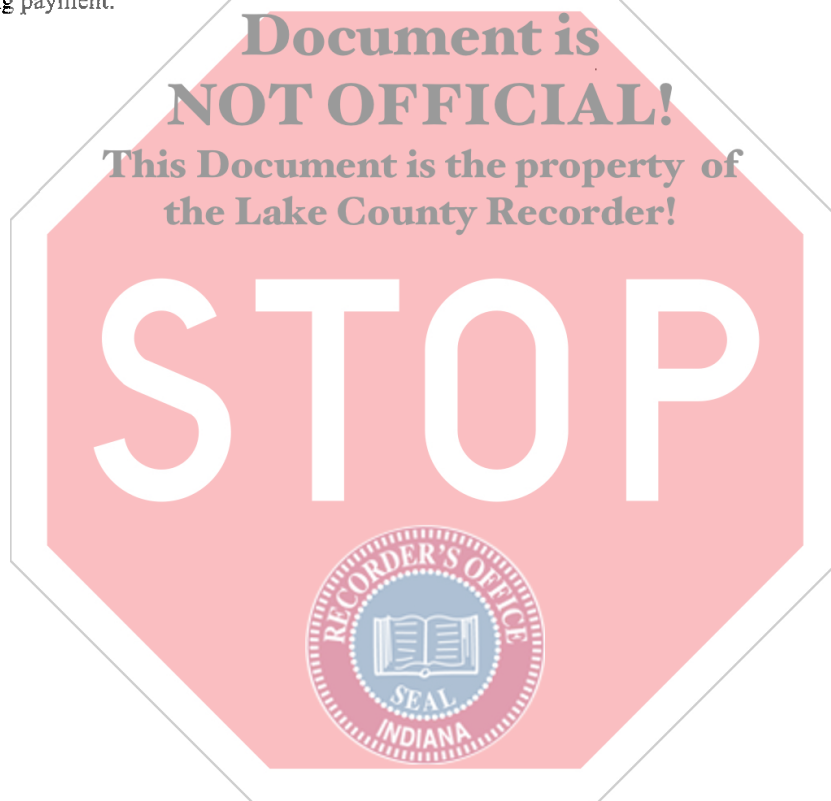 payment.
Document is
NOT OFFICIAL!
This Document is the property of
the Lake County Recorder!
STOP
RECORDER'S OFFICE
SEAL
INDIANA